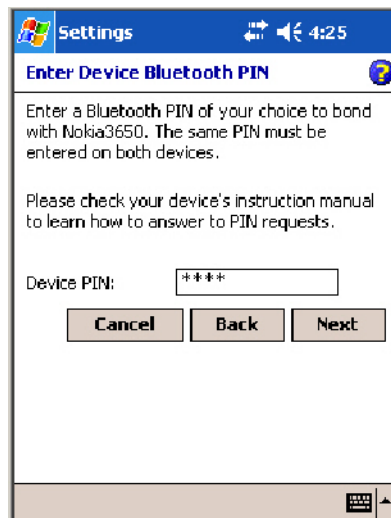 Settings 4:25
Enter Device Bluetooth PIN
Enter a Bluetooth PIN of your choice to bond
with Nokia3650. The same PIN must be
entered on both devices.
Please check your device's instruction manual
to learn how to answer to PIN requests.
Device PIN: ****
Cancel Back Next